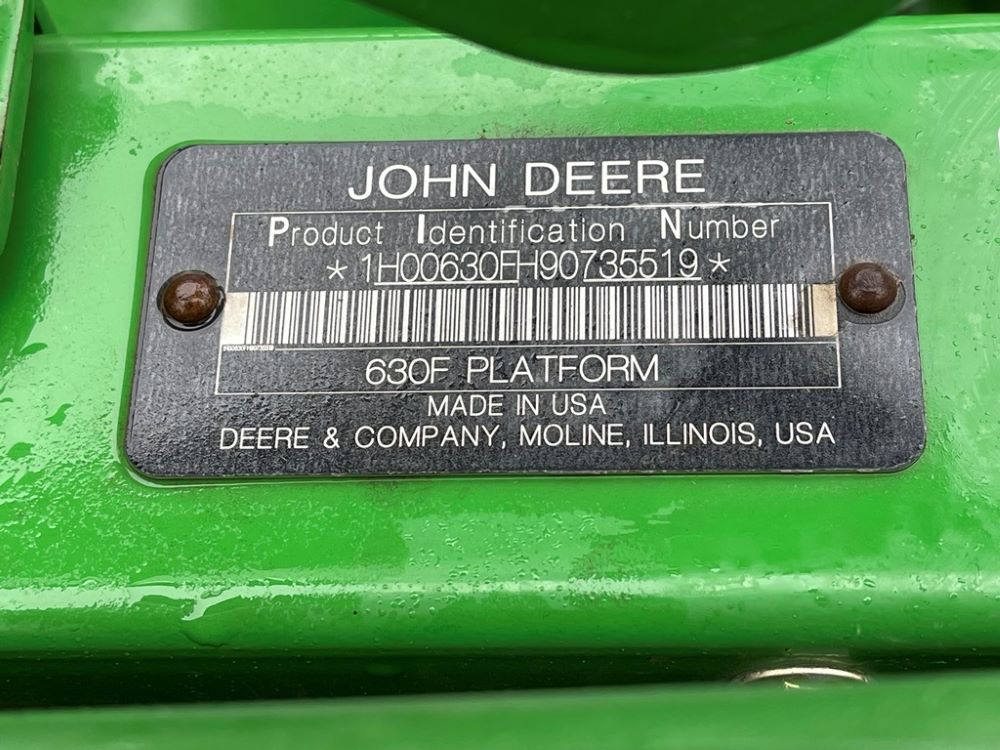 JOHN DEERE
Product Identification Number
*1H00630FH90735519*
630F PLATFORM
MADE IN USA
DEERE & COMPANY, MOLINE, ILLINOIS, USA